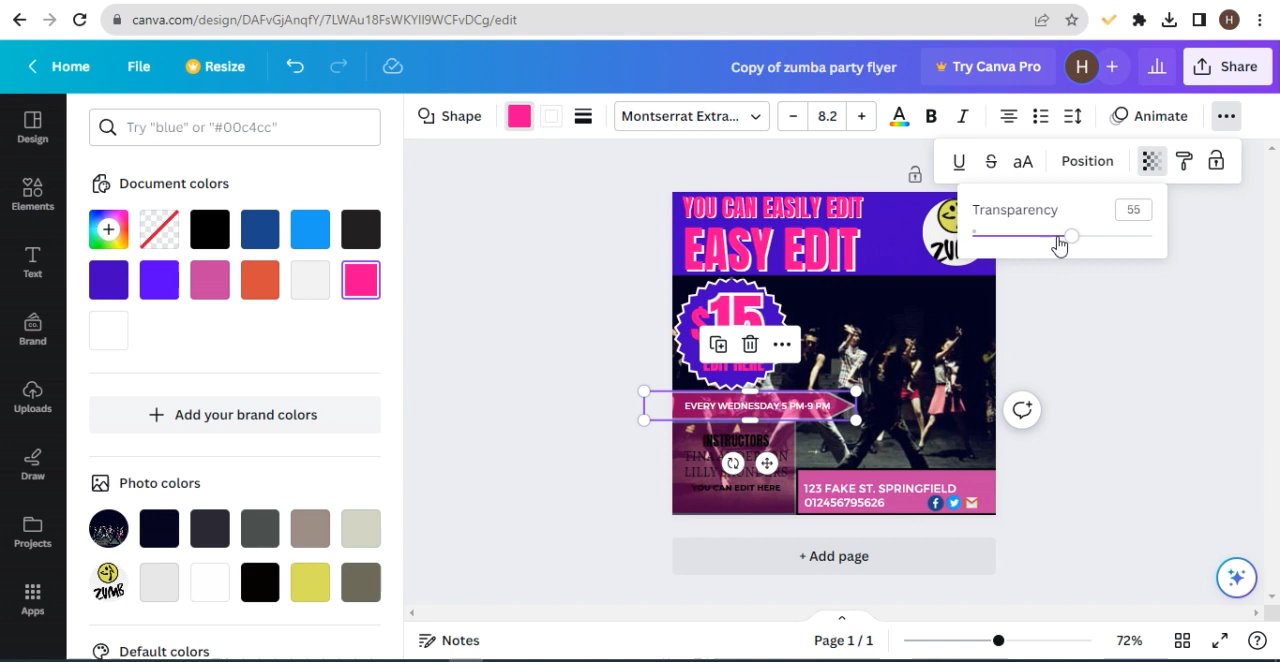 canva.com/design/DAFvGjAnqfY/7LWAu18FsWKYII9WCFvDCg/edit
H
Home
File
Resize
Copy of zumba party flyer
Try Canva Pro
H
Share
Design
Elements
Text
Brand
Uploads
Draw
Projects
Apps
Try "blue" or "#00c4cc"
Document colors
Add your brand colors
Photo colors
ZUMB
Default colors
Shape
Montserrat Extra...
8.2
A
B
I
Animate
U
S
aA
Position
Transparency
55
YOU CAN EASILY EDIT
EASY EDIT
$15
EDIT HERE
EVERY WEDNESDAY 5 PM-9 PM
INSTRUCTORS
YOU CAN EDIT HERE
123 FAKE ST. SPRINGFIELD
012456795626
+ Add page
Notes
Page 1 / 1
72%